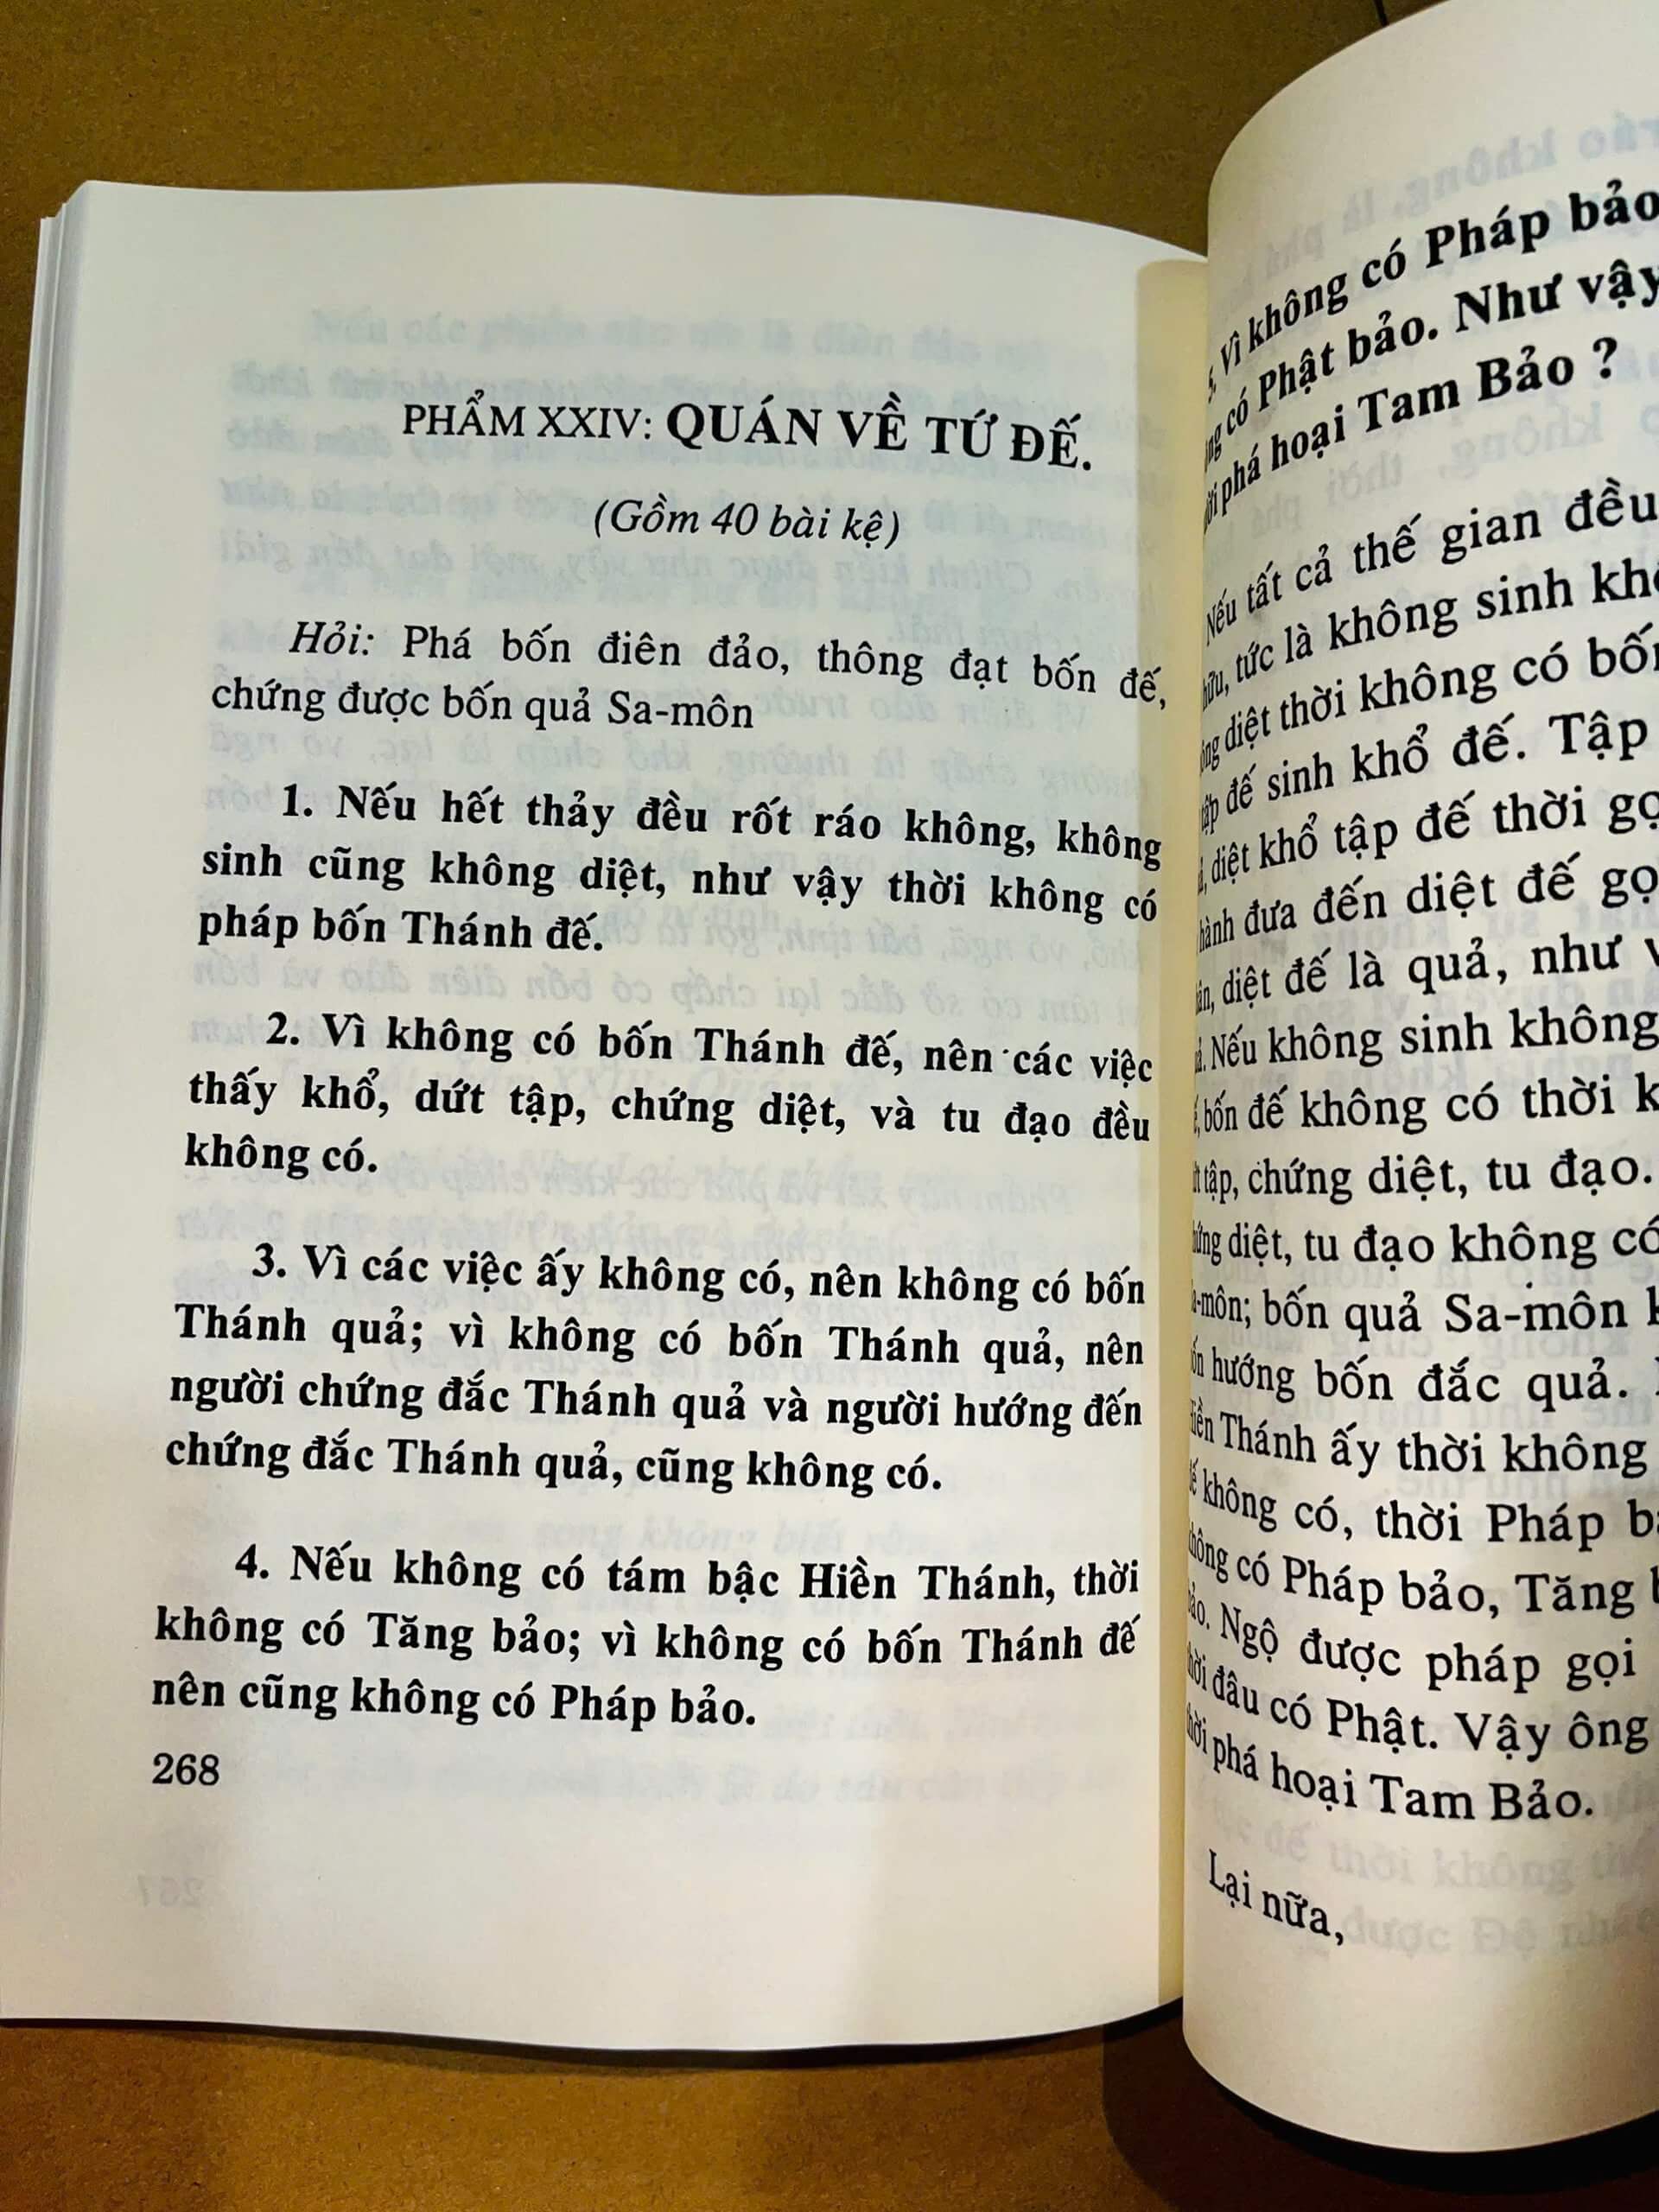 PHẨM XXIV: QUÁN VỀ TỨ ĐẾ.
(Gồm 40 bài kệ)
Hỏi: Phá bốn điên đảo, thông đạt bốn đế,
chứng được bốn quả Sa-môn
1. Nếu hết thảy đều rốt ráo không, không
sinh cũng không diệt, như vậy thời không có
pháp bốn Thánh đế.
2. Vì không có bốn Thánh đế, nên các việc
thấy khổ, dứt tập, chứng diệt, và tu đạo đều
không có.
3. Vì các việc ấy không có, nên không có bốn
Thánh quả; vì không có bốn Thánh quả, nên
người chứng đắc Thánh quả và người hướng đến
chứng đắc Thánh quả, cũng không có.
4. Nếu không có tám bậc Hiền Thánh, thời
không có Tăng bảo; vì không có bốn Thánh đế
nên cũng không có Pháp bảo.
268
Vì không có Pháp bảo
có Phật bảo. Như vậy
phá hoại Tam Bảo ?
Nếu tất cả thế gian đều
tức là không sinh
diệt thời không có
đế sinh khổ đế. Tập
diệt khổ tập đế thời
đưa đến diệt đế
diệt đế là quả, như
Nếu không sinh không
bốn đế không có thời
tập, chứng diệt, tu đạo.
diệt, tu đạo không có
bốn quả Sa-môn
hướng bốn đắc quả.
Thánh ấy thời không
không có, thời Pháp
có Pháp bảo, Tăng
Ngộ được pháp gọi
đâu có Phật. Vậy ông
phá hoại Tam Bảo.
Lại nữa,